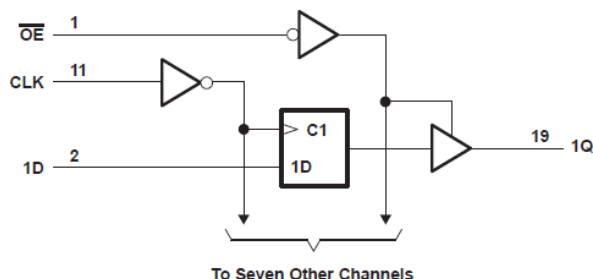 OE 1
CLK 11
C1
1D 2
1D
19 1Q
To Seven Other Channels